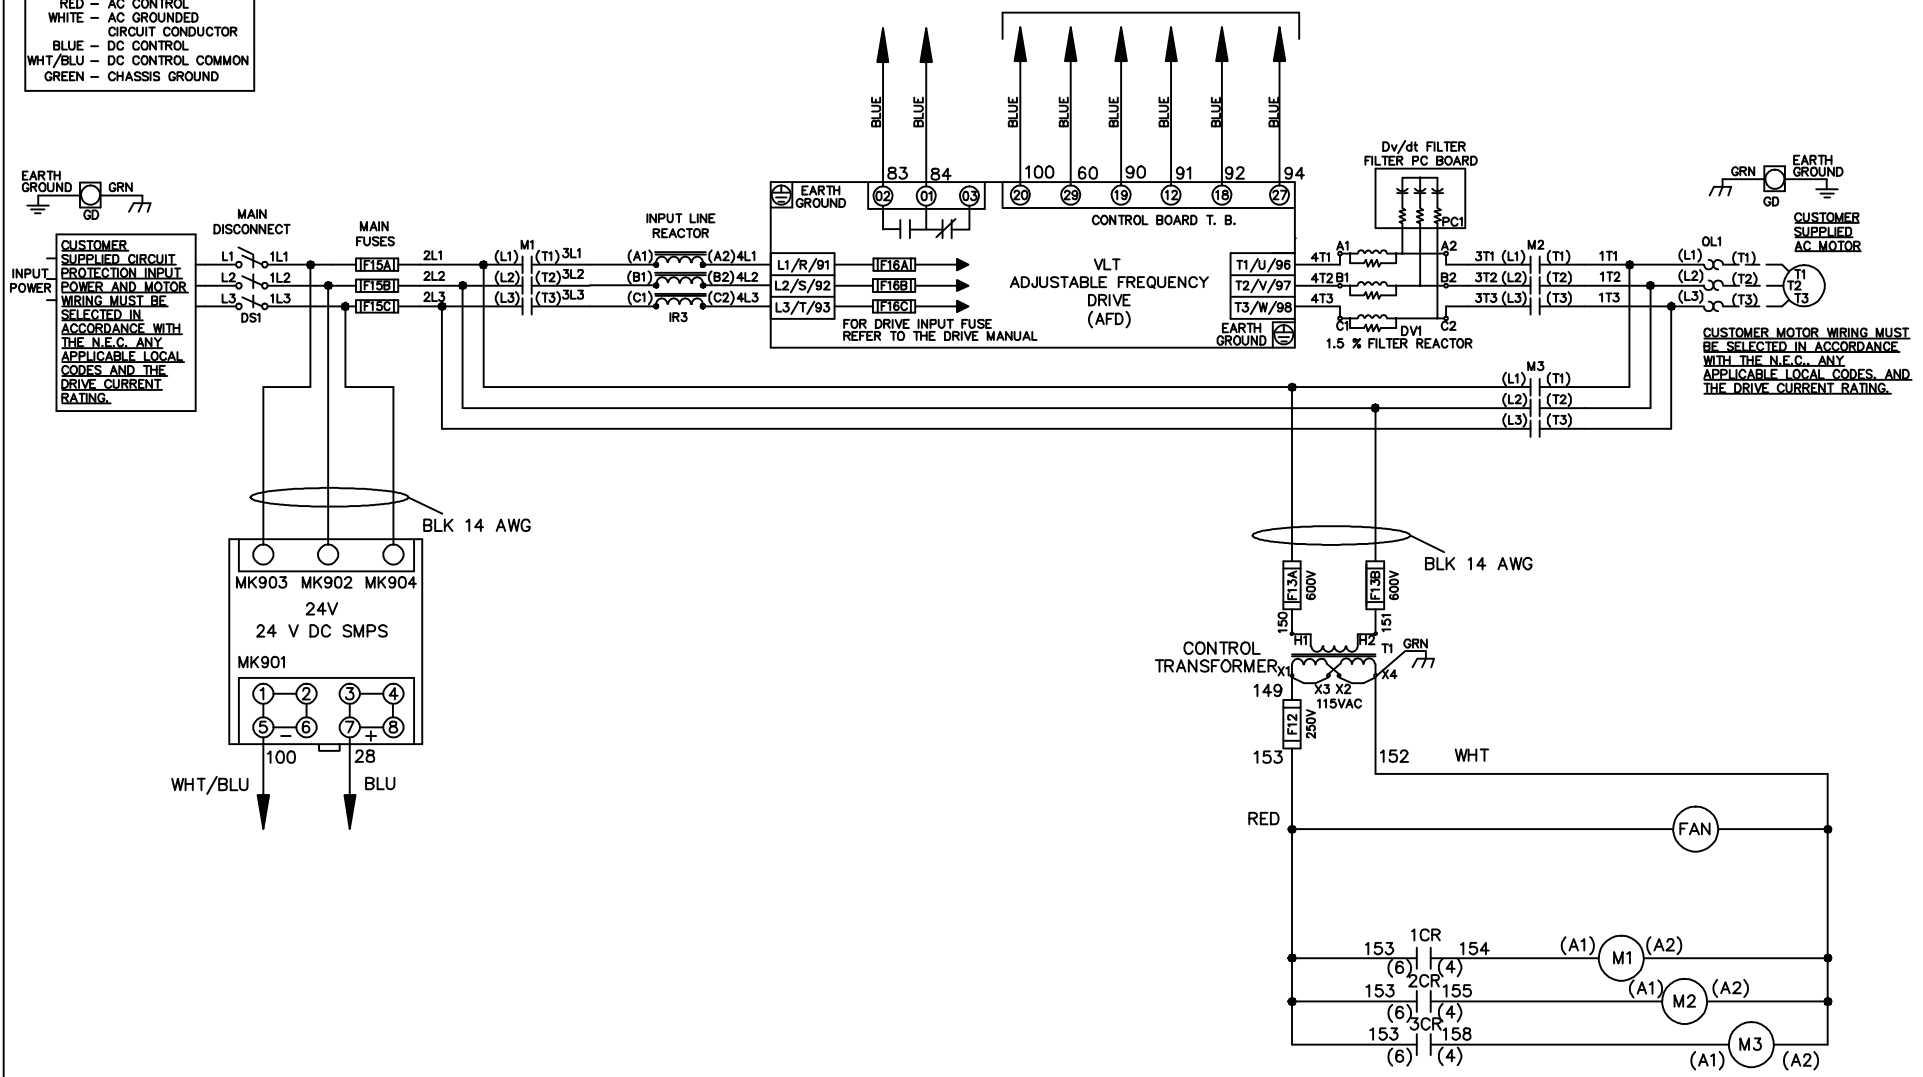 RED – AC CONTROL
WHITE – AC GROUNDED
CIRCUIT CONDUCTOR
BLUE – DC CONTROL
WHT/BLU – DC CONTROL COMMON
GREEN – CHASSIS GROUND
BLUE
BLUE
BLUE
BLUE
BLUE
BLUE
BLUE
BLUE
83
84
100
60
90
91
92
94
EARTH
GROUND
GRN
GD
MAIN
DISCONNECT
L1
1L1
L2
1L2
L3
1L3
DS1
INPUT
POWER
CUSTOMER
SUPPLIED CIRCUIT
PROTECTION INPUT
POWER AND MOTOR
WIRING MUST BE
SELECTED IN
ACCORDANCE WITH
THE N.E.C. ANY
APPLICABLE LOCAL
CODES AND THE
DRIVE CURRENT
RATING.
MAIN
FUSES
F15A
F15B
F15C
2L1
2L2
2L3
M1
(L1) (T1) 3L1
(L2) (T2) 3L2
(L3) (T3) 3L3
INPUT LINE
REACTOR
(A1) (A2) 4L1
(B1) (B2) 4L2
(C1) (C2) 4L3
IR3
EARTH
GROUND
02
01
03
20
29
19
12
18
27
CONTROL BOARD T. B.
L1/R/91
L2/S/92
L3/T/93
F16A
F16B
F16C
FOR DRIVE INPUT FUSE
REFER TO THE DRIVE MANUAL
VLT
ADJUSTABLE FREQUENCY
DRIVE
(AFD)
T1/U/96
T2/V/97
T3/W/98
EARTH
GROUND
Dv/dt FILTER
FILTER PC BOARD
PC1
4T1
A1
A2
4T2
B1
B2
4T3
C1
C2
DV1
1.5 % FILTER REACTOR
M2
3T1 (L1) (T1) 1T1
3T2 (L2) (T2) 1T2
3T3 (L3) (T3) 1T3
OL1
(L1) (T1)
(L2) (T2)
(L3) (T3)
T1
T2
T3
GRN
EARTH
GROUND
GD
CUSTOMER
SUPPLIED
AC MOTOR
CUSTOMER MOTOR WIRING MUST
BE SELECTED IN ACCORDANCE
WITH THE N.E.C., ANY
APPLICABLE LOCAL CODES, AND
THE DRIVE CURRENT RATING.
M3
(L1) (T1)
(L2) (T2)
(L3) (T3)
BLK 14 AWG
MK903 MK902 MK904
24V
24 V DC SMPS
MK901
1
2
3
4
5
6
7
8
–
+
100
28
WHT/BLU
BLU
BLK 14 AWG
F13A
600V
F13B
600V
150
151
H1
H2
T1
GRN
CONTROL
TRANSFORMER
X1
X3 X2
X4
115VAC
149
F12
250V
153
152
WHT
RED
FAN
1CR
153
154
(6) (4)
(A1) M1 (A2)
2CR
153
155
(6) (4)
(A1) M2 (A2)
3CR
153
158
(6) (4)
(A1) M3 (A2)